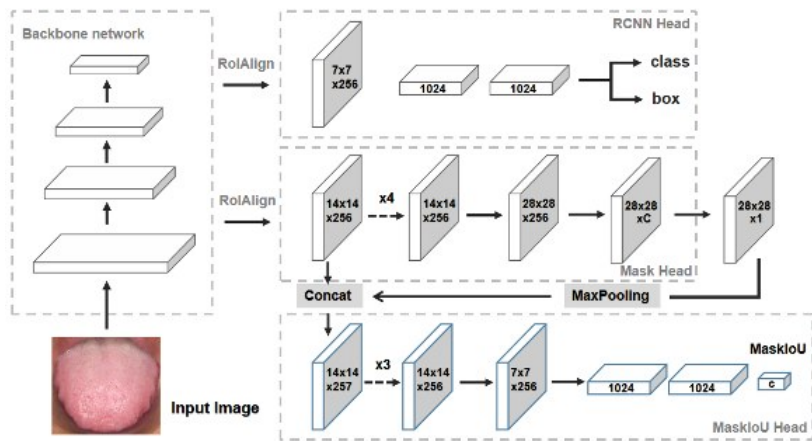 Backbone network
RoIAlign
RCNN Head
7x7
x256
1024
1024
class
box
RoIAlign
14x14
x256
x4
14x14
x256
28x28
x256
28x28
xC
28x28
x1
Mask Head
Concat
MaxPooling
Input Image
14x14
x257
x3
14x14
x256
7x7
x256
1024
1024
MaskIoU
c
MaskIoU Head